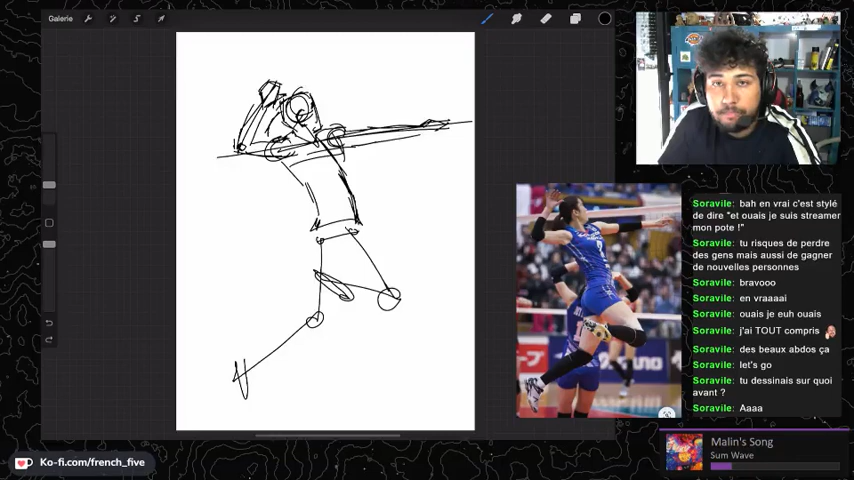 Galerie
Soravile: bah en vrai c'est stylé
de dire "et ouais je suis streamer
mon pote !"
Soravile: tu risques de perdre
des gens mais aussi de gagner
de nouvelles personnes
Soravile: bravooo
Soravile: en vraaaai
Soravile: ouais je euh ouais
Soravile: j'ai TOUT compris
Soravile: des beaux abdos ça
Soravile: let's go
Soravile: tu dessinais sur quoi
avant ?
Soravile: Aaaa
Malin's Song
Sum Wave
Ko-fi.com/french_five